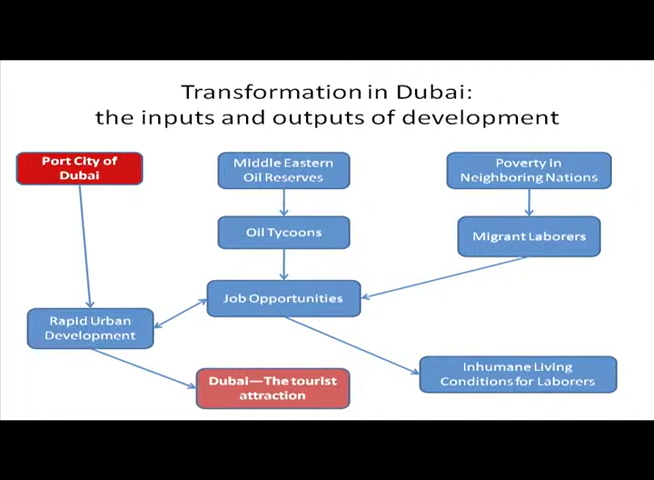 Transformation in Dubai:
the inputs and outputs of development
Port City of
Dubai
Middle Eastern
Oil Reserves
Poverty in
Neighboring Nations
Oil Tycoons
Migrant Laborers
Job Opportunities
Rapid Urban
Development
Inhumane Living
Conditions for Laborers
Dubai—The tourist
attraction